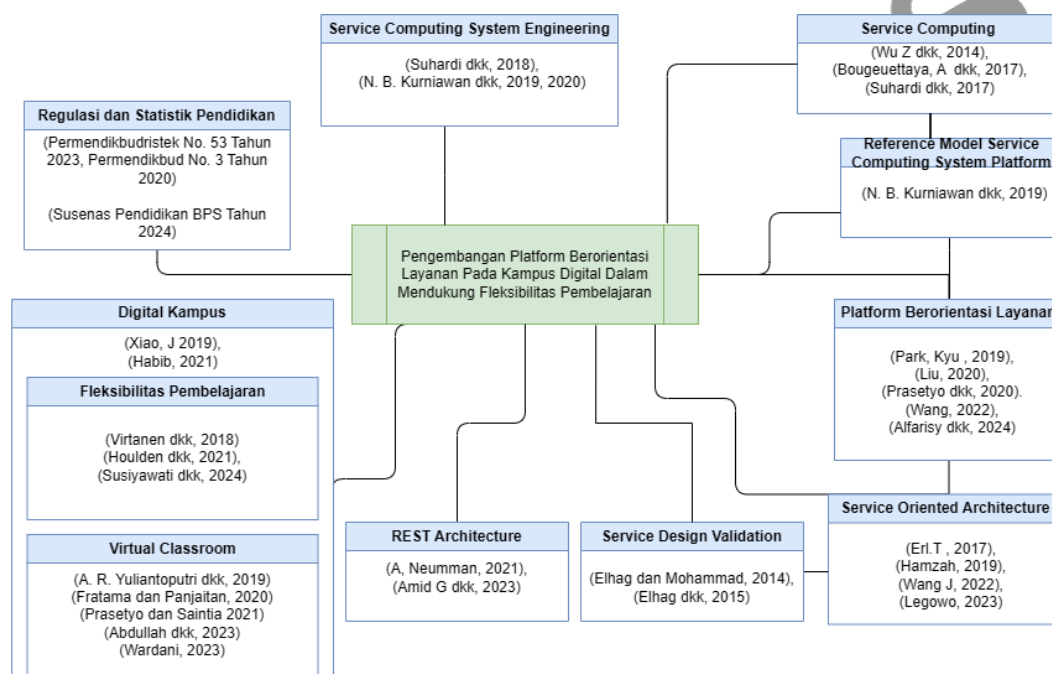 Service Computing System Engineering
(Suhardi dkk, 2018),
(N. B. Kurniawan dkk, 2019, 2020)
Service Computing
(Wu Z dkk, 2014),
(Bougeuettaya, A dkk, 2017),
(Suhardi dkk, 2017)
Regulasi dan Statistik Pendidikan
(Permendikbudristek No. 53 Tahun
2023, Permendikbud No. 3 Tahun
2020)
(Susenas Pendidikan BPS Tahun
2024)
Reference Model Service
Computing System Platform
(N. B. Kurniawan dkk, 2019)
Pengembangan Platform Berorientasi
Layanan Pada Kampus Digital Dalam
Mendukung Fleksibilitas Pembelajaran
Digital Kampus
(Xiao, J 2019),
(Habib, 2021)
Fleksibilitas Pembelajaran
(Virtanen dkk, 2018)
(Houlden dkk, 2021),
(Susiyawati dkk, 2024)
Virtual Classroom
(A. R. Yuliantoputri dkk, 2019)
(Fratama dan Panjaitan, 2020)
(Prasetyo dan Saintia 2021)
(Abdullah dkk, 2023)
(Wardani, 2023)
REST Architecture
(A, Neumman, 2021),
(Amid G dkk, 2023)
Service Design Validation
(Elhag dan Mohammad, 2014),
(Elhag dkk, 2015)
Platform Berorientasi Layanan
(Park, Kyu , 2019),
(Liu, 2020),
(Prasetyo dkk, 2020).
(Wang, 2022),
(Alfarisy dkk, 2024)
Service Oriented Architecture
(Erl.T , 2017),
(Hamzah, 2019),
(Wang J, 2022),
(Legowo, 2023)